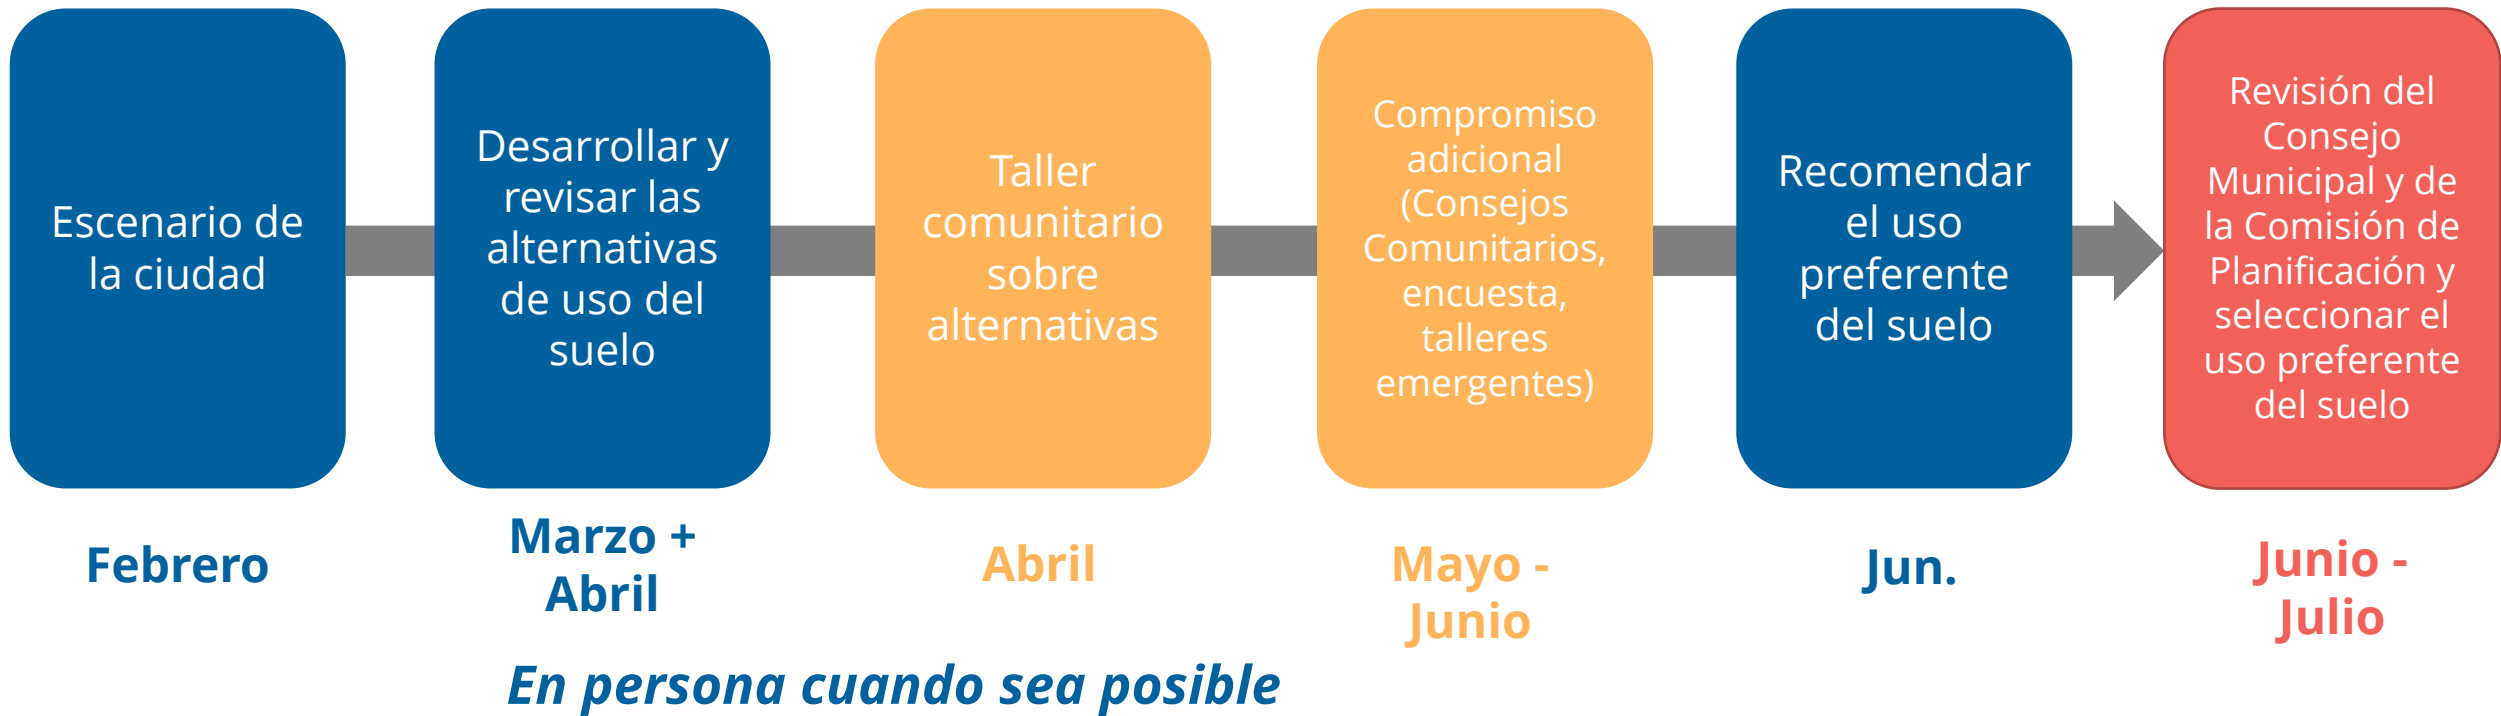 Escenario de
la ciudad
Desarrollar y
revisar las
alternativas
de uso del
suelo
Taller
comunitario
sobre
alternativas
Compromiso
adicional
(Consejos
Comunitarios,
encuesta,
talleres
emergentes)
Recomendar
el uso
preferente
del suelo
Revisión del
Consejo
Municipal y de
la Comisión de
Planificación y
seleccionar el
uso preferente
del suelo
Febrero
Marzo +
Abril
Abril
Mayo -
Junio
Jun.
Junio -
Julio
En persona cuando sea posible